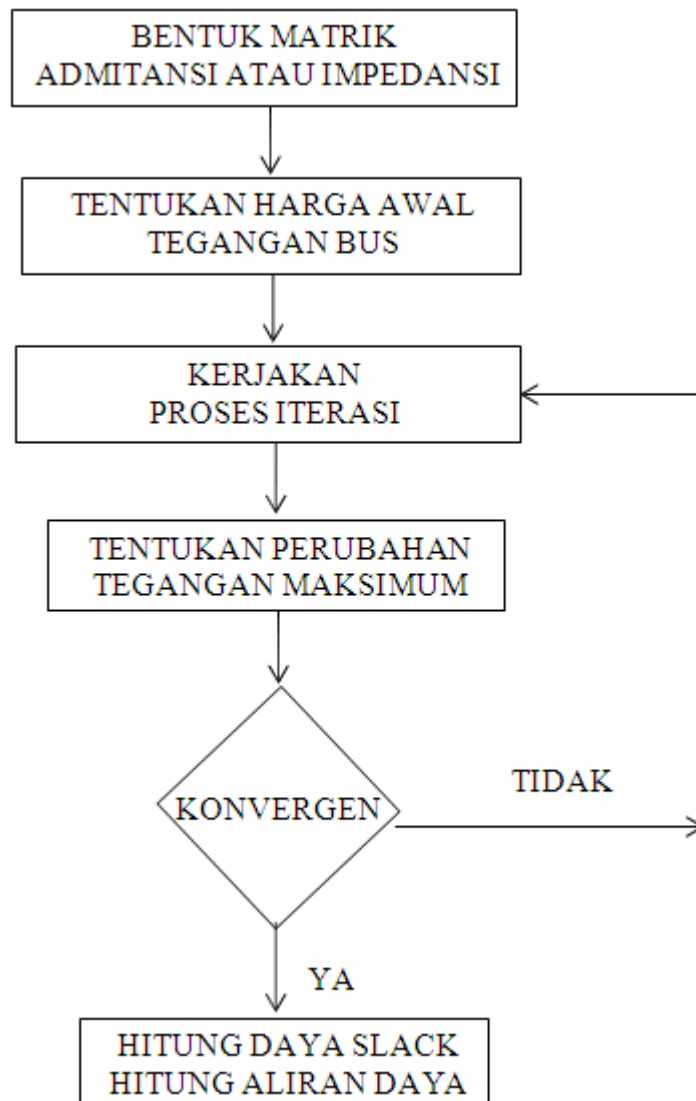 BENTUK MATRIK
ADMITANSI ATAU IMPEDANSI
TENTUKAN HARGA AWAL
TEGANGAN BUS
KERJAKAN
PROSES ITERASI
TENTUKAN PERUBAHAN
TEGANGAN MAKSIMUM
KONVERGEN
TIDAK
YA
HITUNG DAYA SLACK
HITUNG ALIRAN DAYA